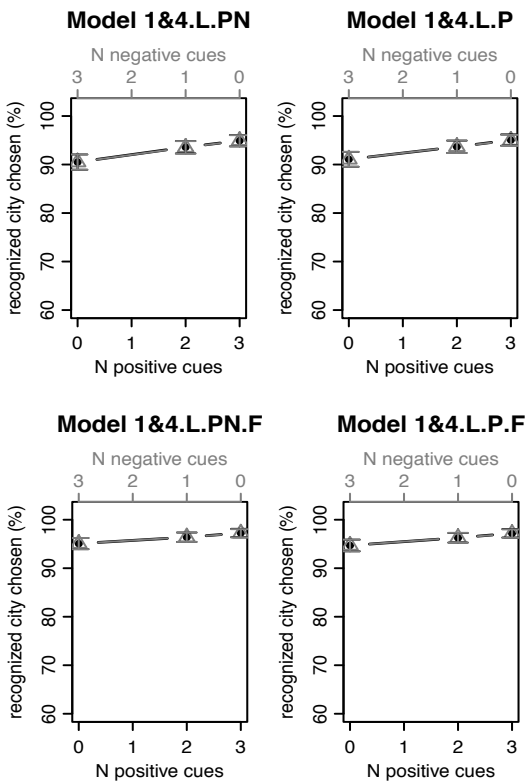 Model 1&4.L.PN
N negative cues
3 2 1 0
recognized city chosen (%)
100
90
80
70
60
0 1 2 3
N positive cues
Model 1&4.L.P
N negative cues
3 2 1 0
recognized city chosen (%)
100
90
80
70
60
0 1 2 3
N positive cues
Model 1&4.L.PN.F
N negative cues
3 2 1 0
recognized city chosen (%)
100
90
80
70
60
0 1 2 3
N positive cues
Model 1&4.L.P.F
N negative cues
3 2 1 0
recognized city chosen (%)
100
90
80
70
60
0 1 2 3
N positive cues